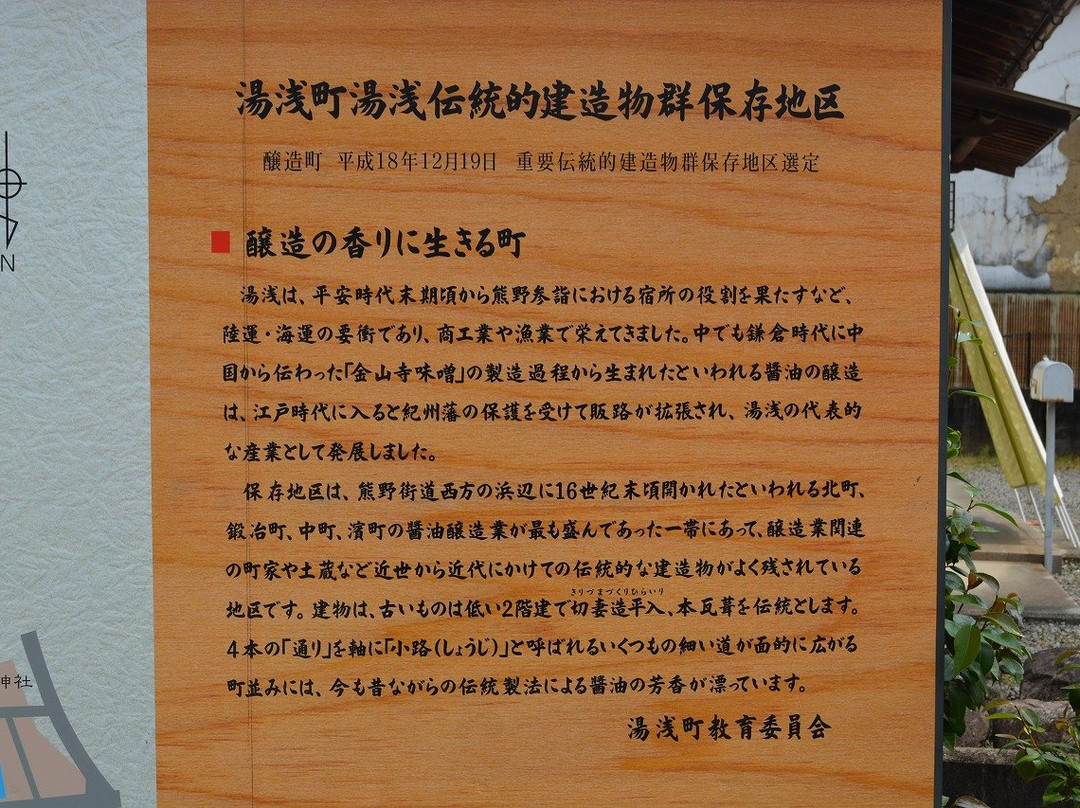 湯浅町湯浅伝統的建造物群保存地区
醸造町 平成18年12月19日 重要伝統的建造物群保存地区選定
醸造の香りに生きる町
湯浅は、平安時代末期頃から熊野参詣における宿所の役割を果たすなど、
陸運・海運の要衝であり、商工業や漁業で栄えてきました。中でも鎌倉時代に中
国から伝わった「金山寺味噌」の製造過程から生まれたといわれる醤油の醸造
は、江戸時代に入ると紀州藩の保護を受けて販路が拡張され、湯浅の代表的
な産業として発展しました。
保存地区は、熊野街道西方の浜辺に16世紀末頃開かれたといわれる北町、
鍛冶町、中町、濱町の醤油醸造業が最も盛んであった一帯にあって、醸造業関連
の町家や土蔵など近世から近代にかけての伝統的な建造物がよく残されている
きりづまづくりひらいり
地区です。建物は、古いものは低い2階建で切妻造平入、本瓦葺を伝統とします。
4本の「通り」を軸に「小路(しょうじ)」と呼ばれるいくつもの細い道が面的に広がる
町並みには、今も昔ながらの伝統製法による醤油の芳香が漂っています。
湯浅町教育委員会
N
神社